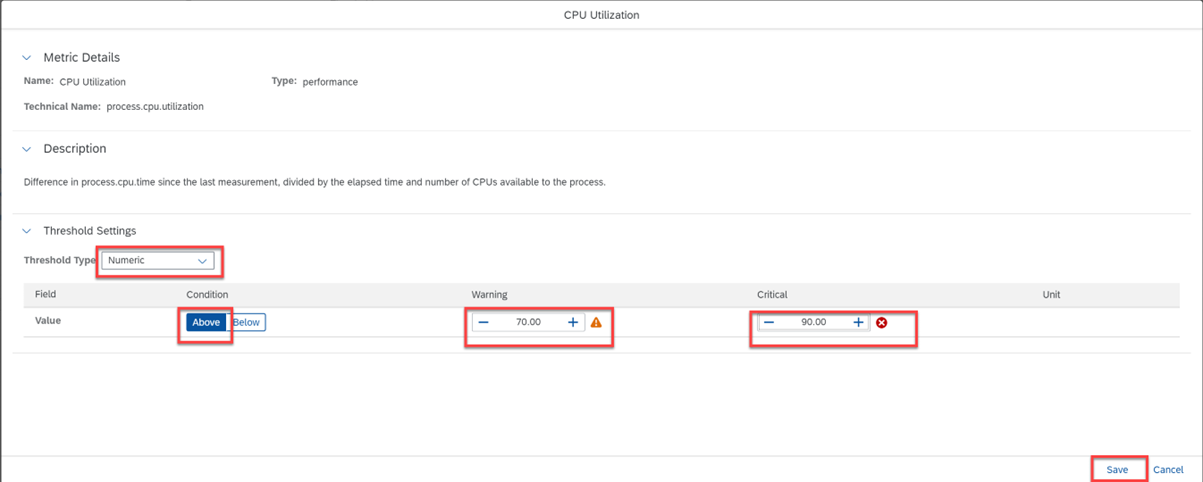 CPU Utilization
Metric Details
Name: CPU Utilization Type: performance
Technical Name: process.cpu.utilization
Description
Difference in process.cpu.time since the last measurement, divided by the elapsed time and number of CPUs available to the process.
Threshold Settings
Threshold Type Numeric
Field Condition Warning Critical Unit
Value Above Below − 70.00 + − 90.00 +
Save Cancel